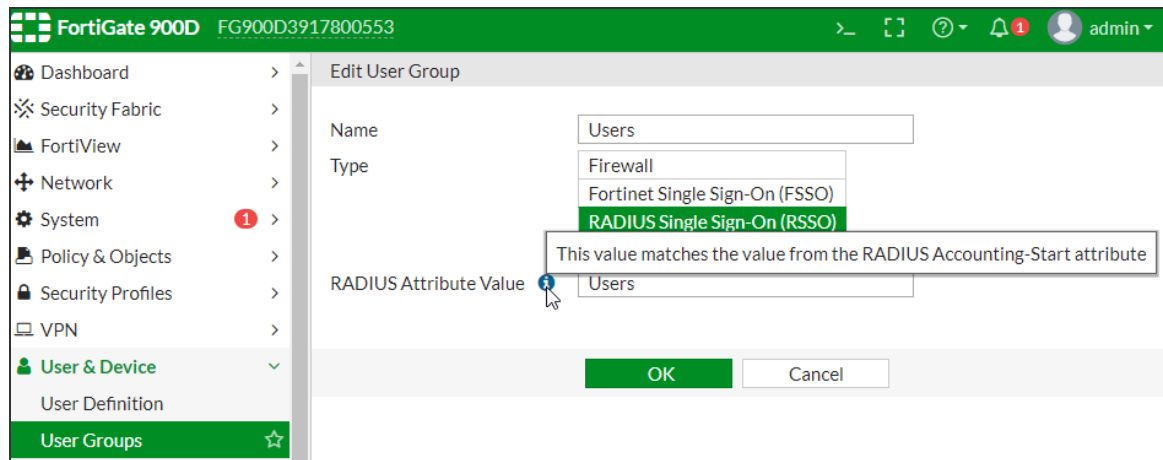 FortiGate 900D FG900D3917800553 >_ 1 admin
Dashboard
Security Fabric
FortiView
Network
System 1
Policy & Objects
Security Profiles
VPN
User & Device
User Definition
User Groups
Edit User Group
Name Users
Type Firewall
Fortinet Single Sign-On (FSSO)
RADIUS Single Sign-On (RSSO)
This value matches the value from the RADIUS Accounting-Start attribute
RADIUS Attribute Value Users
OK Cancel